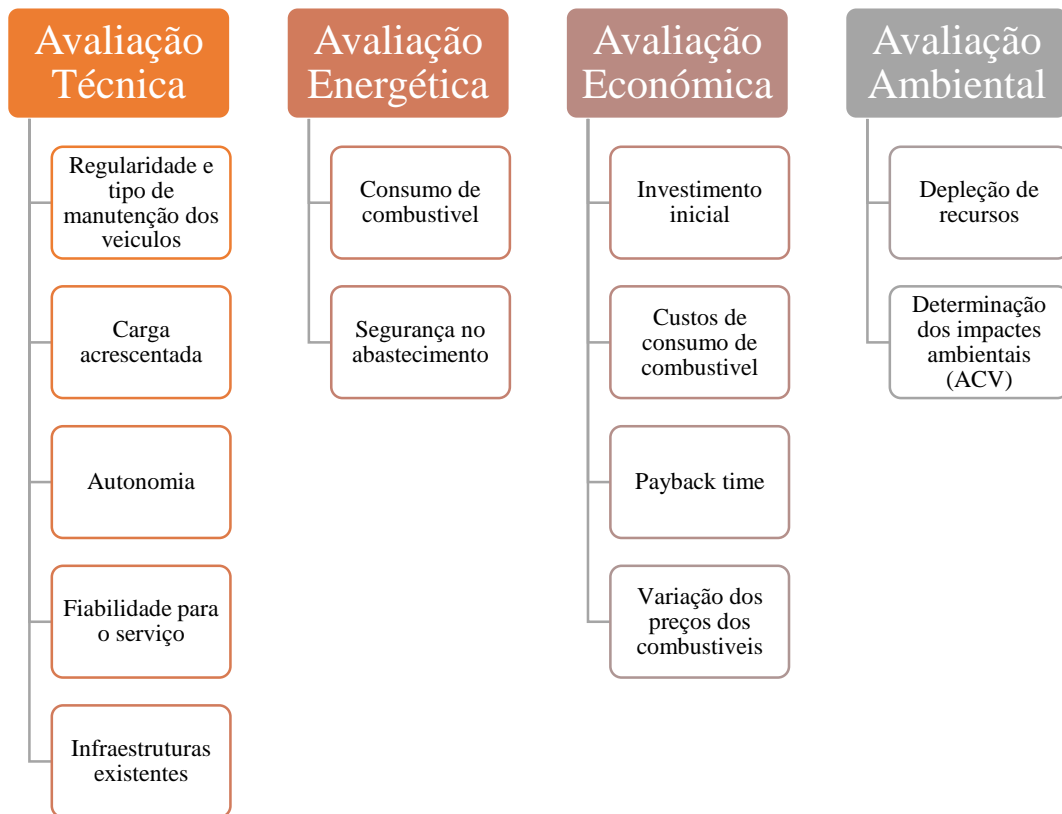 Avaliação
Técnica
Regularidade e
tipo de
manutenção dos
veiculos
Carga
acrescentada
Autonomia
Fiabilidade para
o serviço
Infraestruturas
existentes
Avaliação
Energética
Consumo de
combustivel
Segurança no
abastecimento
Avaliação
Económica
Investimento
inicial
Custos de
consumo de
combustivel
Payback time
Variação dos
preços dos
combustiveis
Avaliação
Ambiental
Depleção de
recursos
Determinação
dos impactes
ambientais
(ACV)